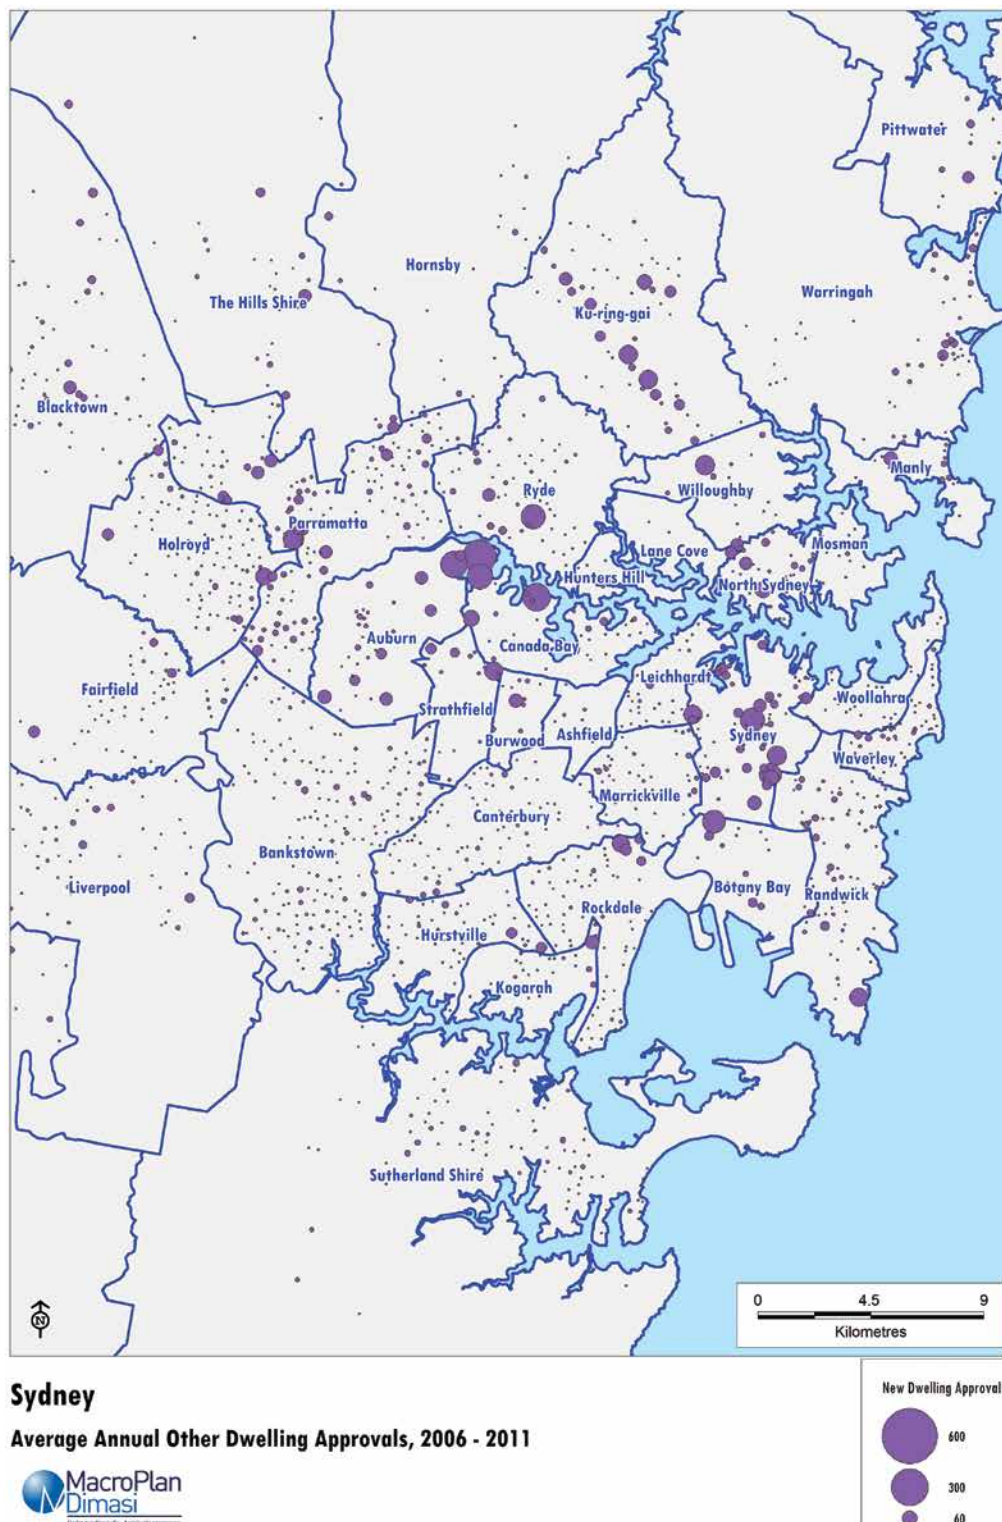 Pittwater
Hornsby
Warringah
The Hills Shire
Ku-ring-gai
Blacktown
Manly
Willoughby
Ryde
Parramatta
Holroyd
Mosman
Lane Cove
Hunters Hill
North Sydney
Auburn
Canada Bay
Leichhardt
Fairfield
Woollahra
Strathfield
Burwood
Ashfield
Sydney
Waverley
Marrickville
Canterbury
Bankstown
Liverpool
Botany Bay
Randwick
Rockdale
Hurstville
Kogarah
Sutherland Shire
N
0 4.5 9
Kilometres
Sydney
Average Annual Other Dwelling Approvals, 2006 - 2011
MacroPlan
Dimasi
New Dwelling Approval
600
300
60